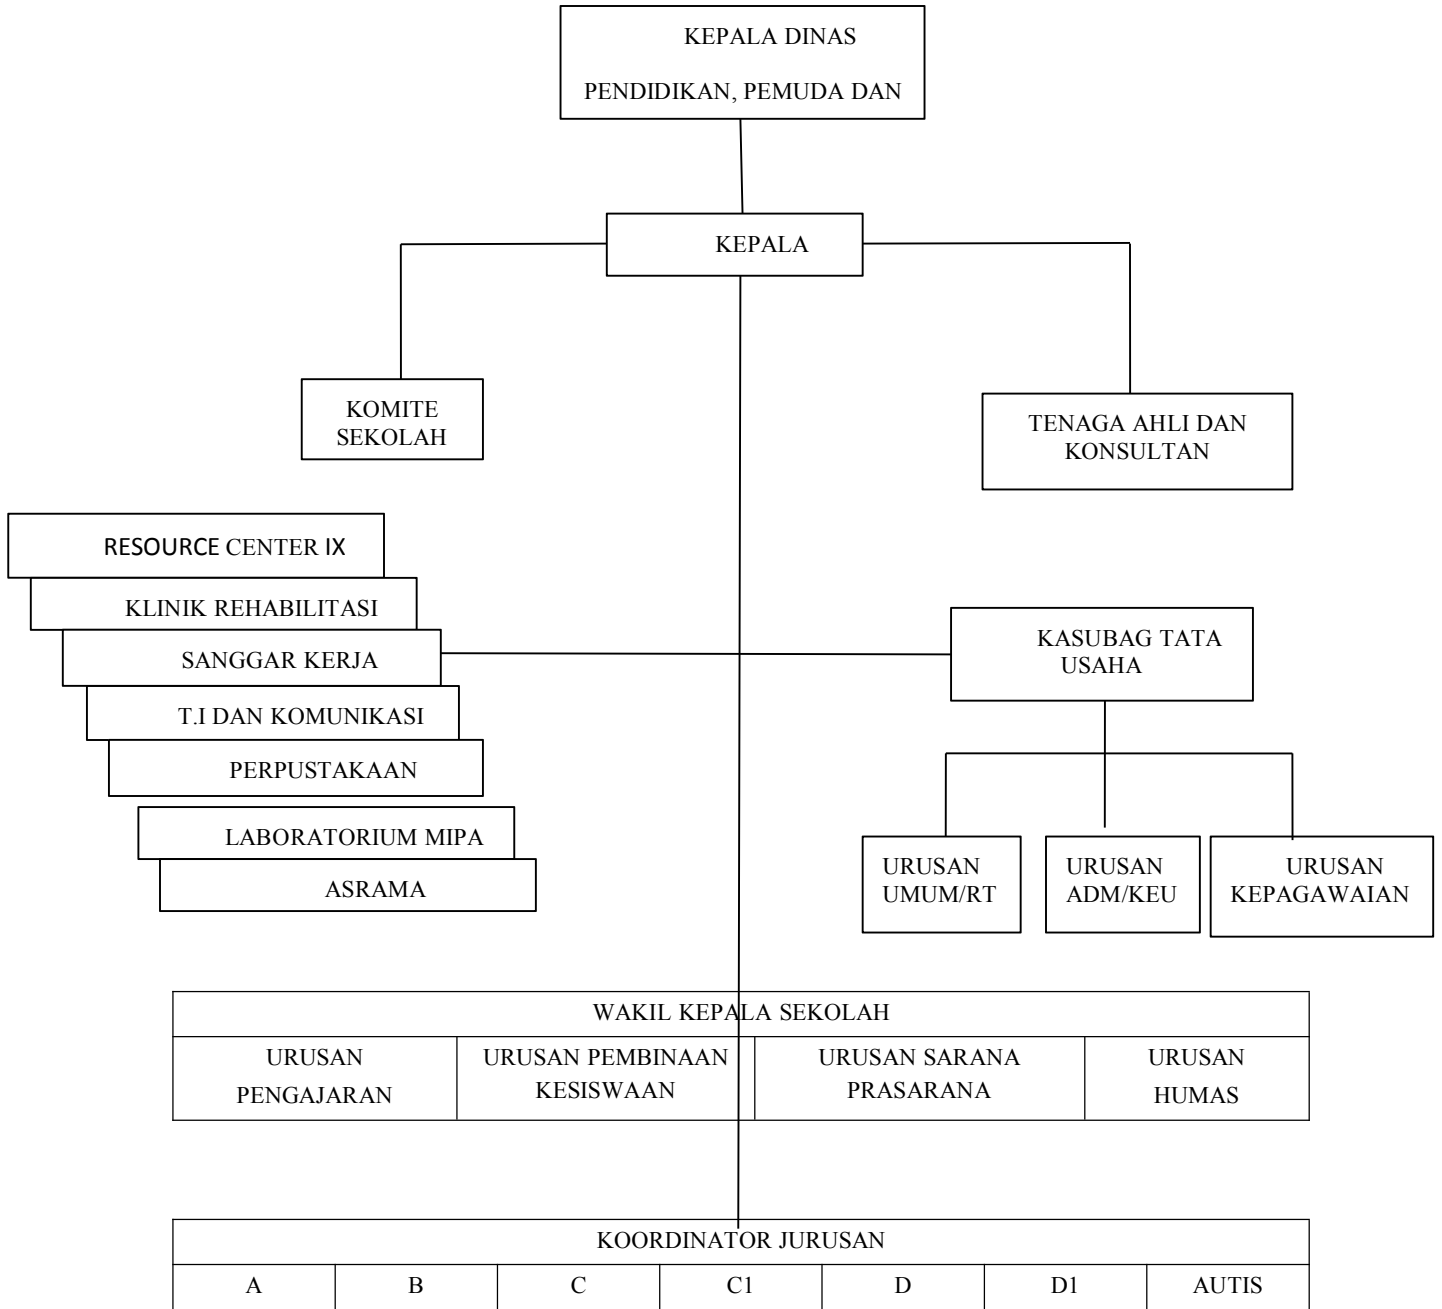 KEPALA DINAS
PENDIDIKAN, PEMUDA DAN
KEPALA
KOMITE
SEKOLAH
TENAGA AHLI DAN
KONSULTAN
RESOURCE CENTER IX
KLINIK REHABILITASI
SANGGAR KERJA
T.I DAN KOMUNIKASI
PERPUSTAKAAN
LABORATORIUM MIPA
ASRAMA
KASUBAG TATA
USAHA
URUSAN
UMUM/RT
URUSAN
ADM/KEU
URUSAN
KEPAGAWAIAN
WAKIL KEPALA SEKOLAH
URUSAN
PENGAJARAN
URUSAN PEMBINAAN
KESISWAAN
URUSAN SARANA
PRASARANA
URUSAN
HUMAS
KOORDINATOR JURUSAN
A
B
C
C1
D
D1
AUTIS